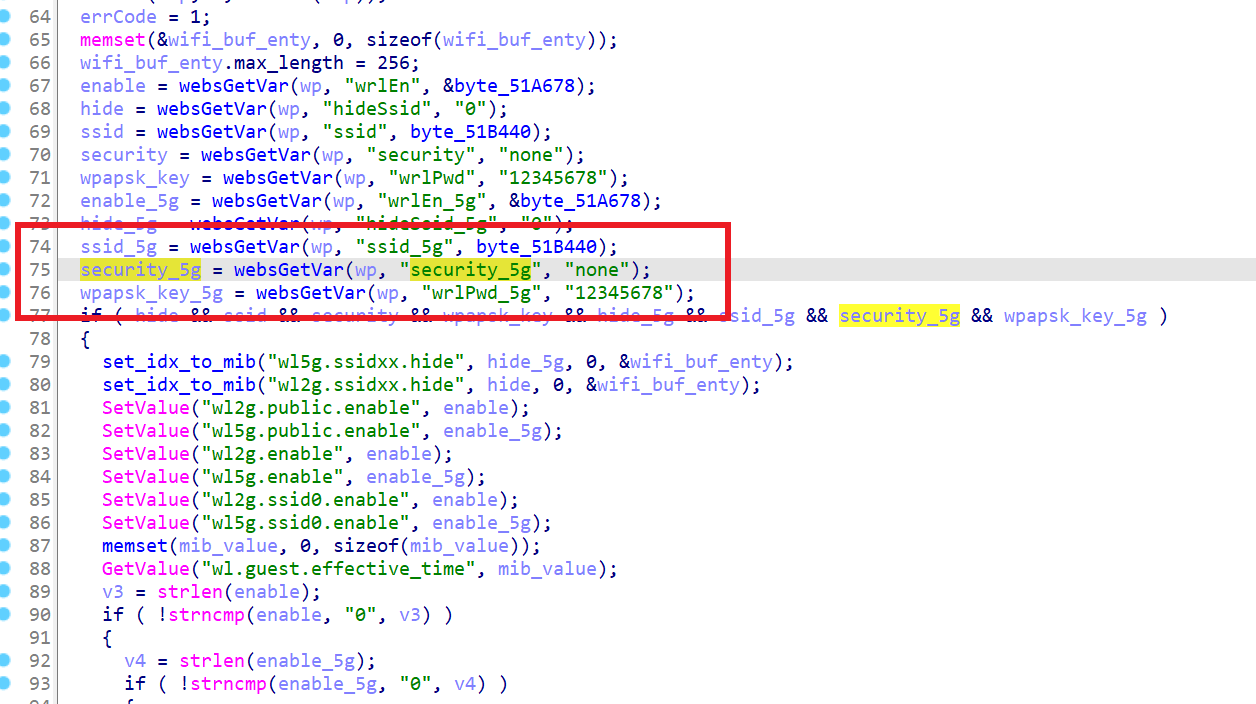 64 errCode = 1;
65 memset(&wifi_buf_enty, 0, sizeof(wifi_buf_enty));
66 wifi_buf_enty.max_length = 256;
67 enable = websGetVar(wp, "wrlEn", &byte_51A678);
68 hide = websGetVar(wp, "hideSsid", "0");
69 ssid = websGetVar(wp, "ssid", byte_51B440);
70 security = websGetVar(wp, "security", "none");
71 wpapsk_key = websGetVar(wp, "wrlPwd", "12345678");
72 enable_5g = websGetVar(wp, "wrlEn_5g", &byte_51A678);
73 hide_5g = websGetVar(wp, "hideSsid_5g", "0");
74 ssid_5g = websGetVar(wp, "ssid_5g", byte_51B440);
75 security_5g = websGetVar(wp, "security_5g", "none");
76 wpapsk_key_5g = websGetVar(wp, "wrlPwd_5g", "12345678");
77 if ( hide && ssid && security && wpapsk_key && hide_5g && ssid_5g && security_5g && wpapsk_key_5g )
78 {
79 set_idx_to_mib("wl5g.ssidxx.hide", hide_5g, 0, &wifi_buf_enty);
80 set_idx_to_mib("wl2g.ssidxx.hide", hide, 0, &wifi_buf_enty);
81 SetValue("wl2g.public.enable", enable);
82 SetValue("wl5g.public.enable", enable_5g);
83 SetValue("wl2g.enable", enable);
84 SetValue("wl5g.enable", enable_5g);
85 SetValue("wl2g.ssid0.enable", enable);
86 SetValue("wl5g.ssid0.enable", enable_5g);
87 memset(mib_value, 0, sizeof(mib_value));
88 GetValue("wl.guest.effective_time", mib_value);
89 v3 = strlen(enable);
90 if ( !strncmp(enable, "0", v3) )
91 {
92 v4 = strlen(enable_5g);
93 if ( !strncmp(enable_5g, "0", v4) )